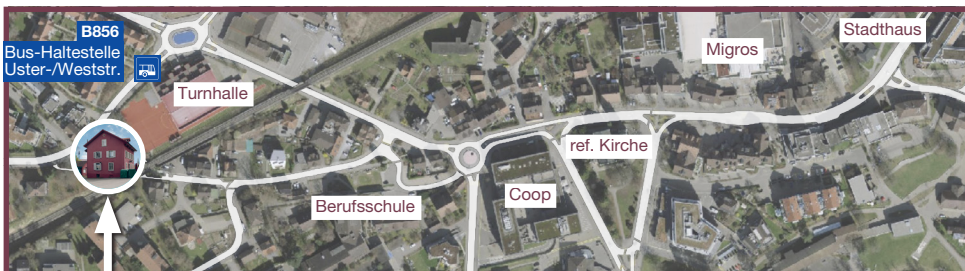 B856
Bus-Haltestelle
Uster-/Weststr.
Turnhalle
Berufsschule
Coop
ref. Kirche
Migros
Stadthaus